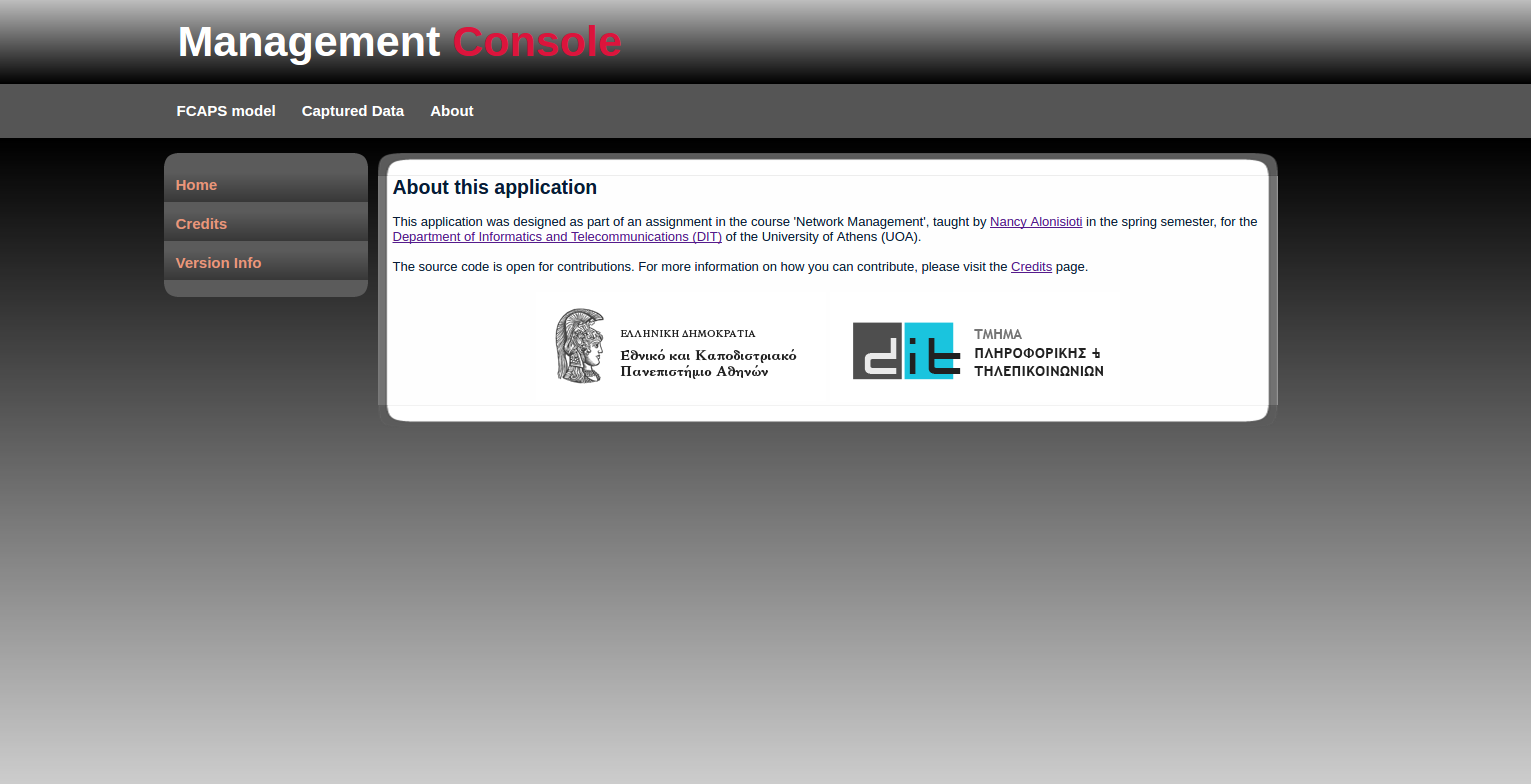 Management Console
FCAPS model Captured Data About
Home
Credits
Version Info
About this application
This application was designed as part of an assignment in the course 'Network Management', taught by Nancy Alonisioti in the spring semester, for the
Department of Informatics and Telecommunications (DIT) of the University of Athens (UOA).
The source code is open for contributions. For more information on how you can contribute, please visit the Credits page.
ΕΛΛΗΝΙΚΗ ΔΗΜΟΚΡΑΤΙΑ
Εθνικό και Καποδιστριακό
Πανεπιστήμιο Αθηνών
dit
ΤΜΗΜΑ
ΠΛΗΡΟΦΟΡΙΚΗΣ &
ΤΗΛΕΠΙΚΟΙΝΩΝΙΩΝ